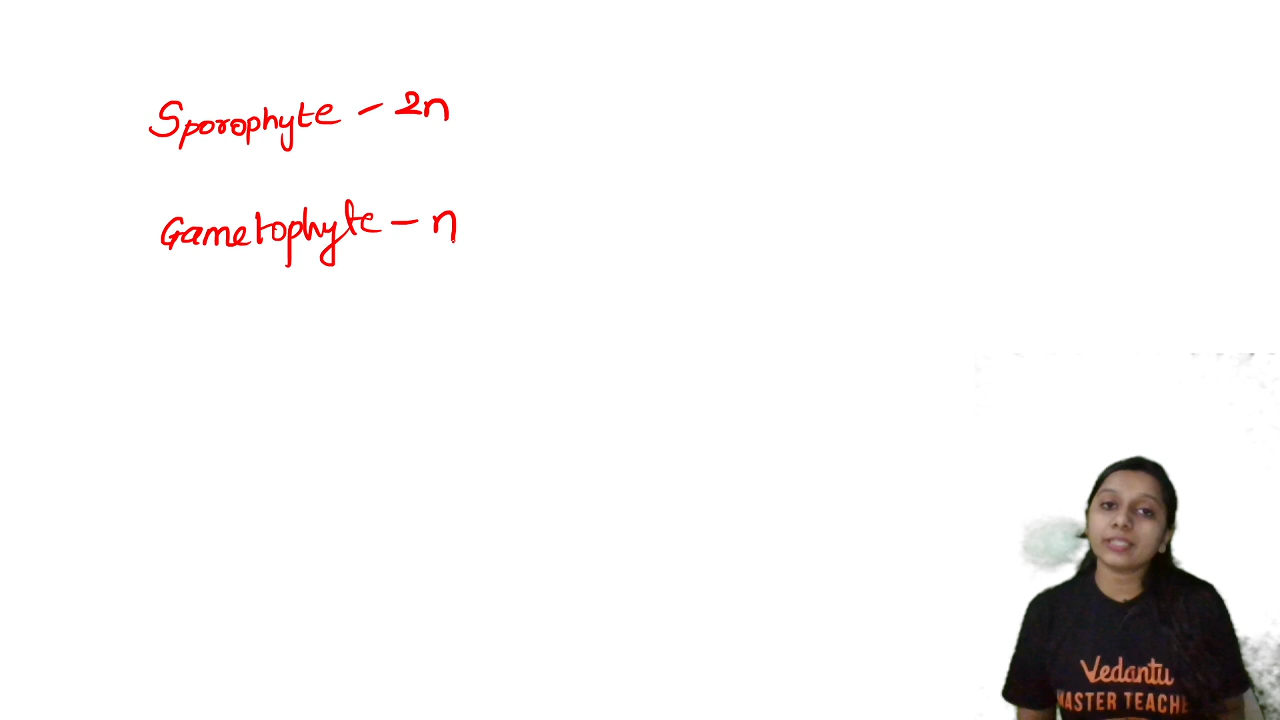 Sporophyte - 2n
Gametophyte - n
Vedantu
MASTER TEACHE